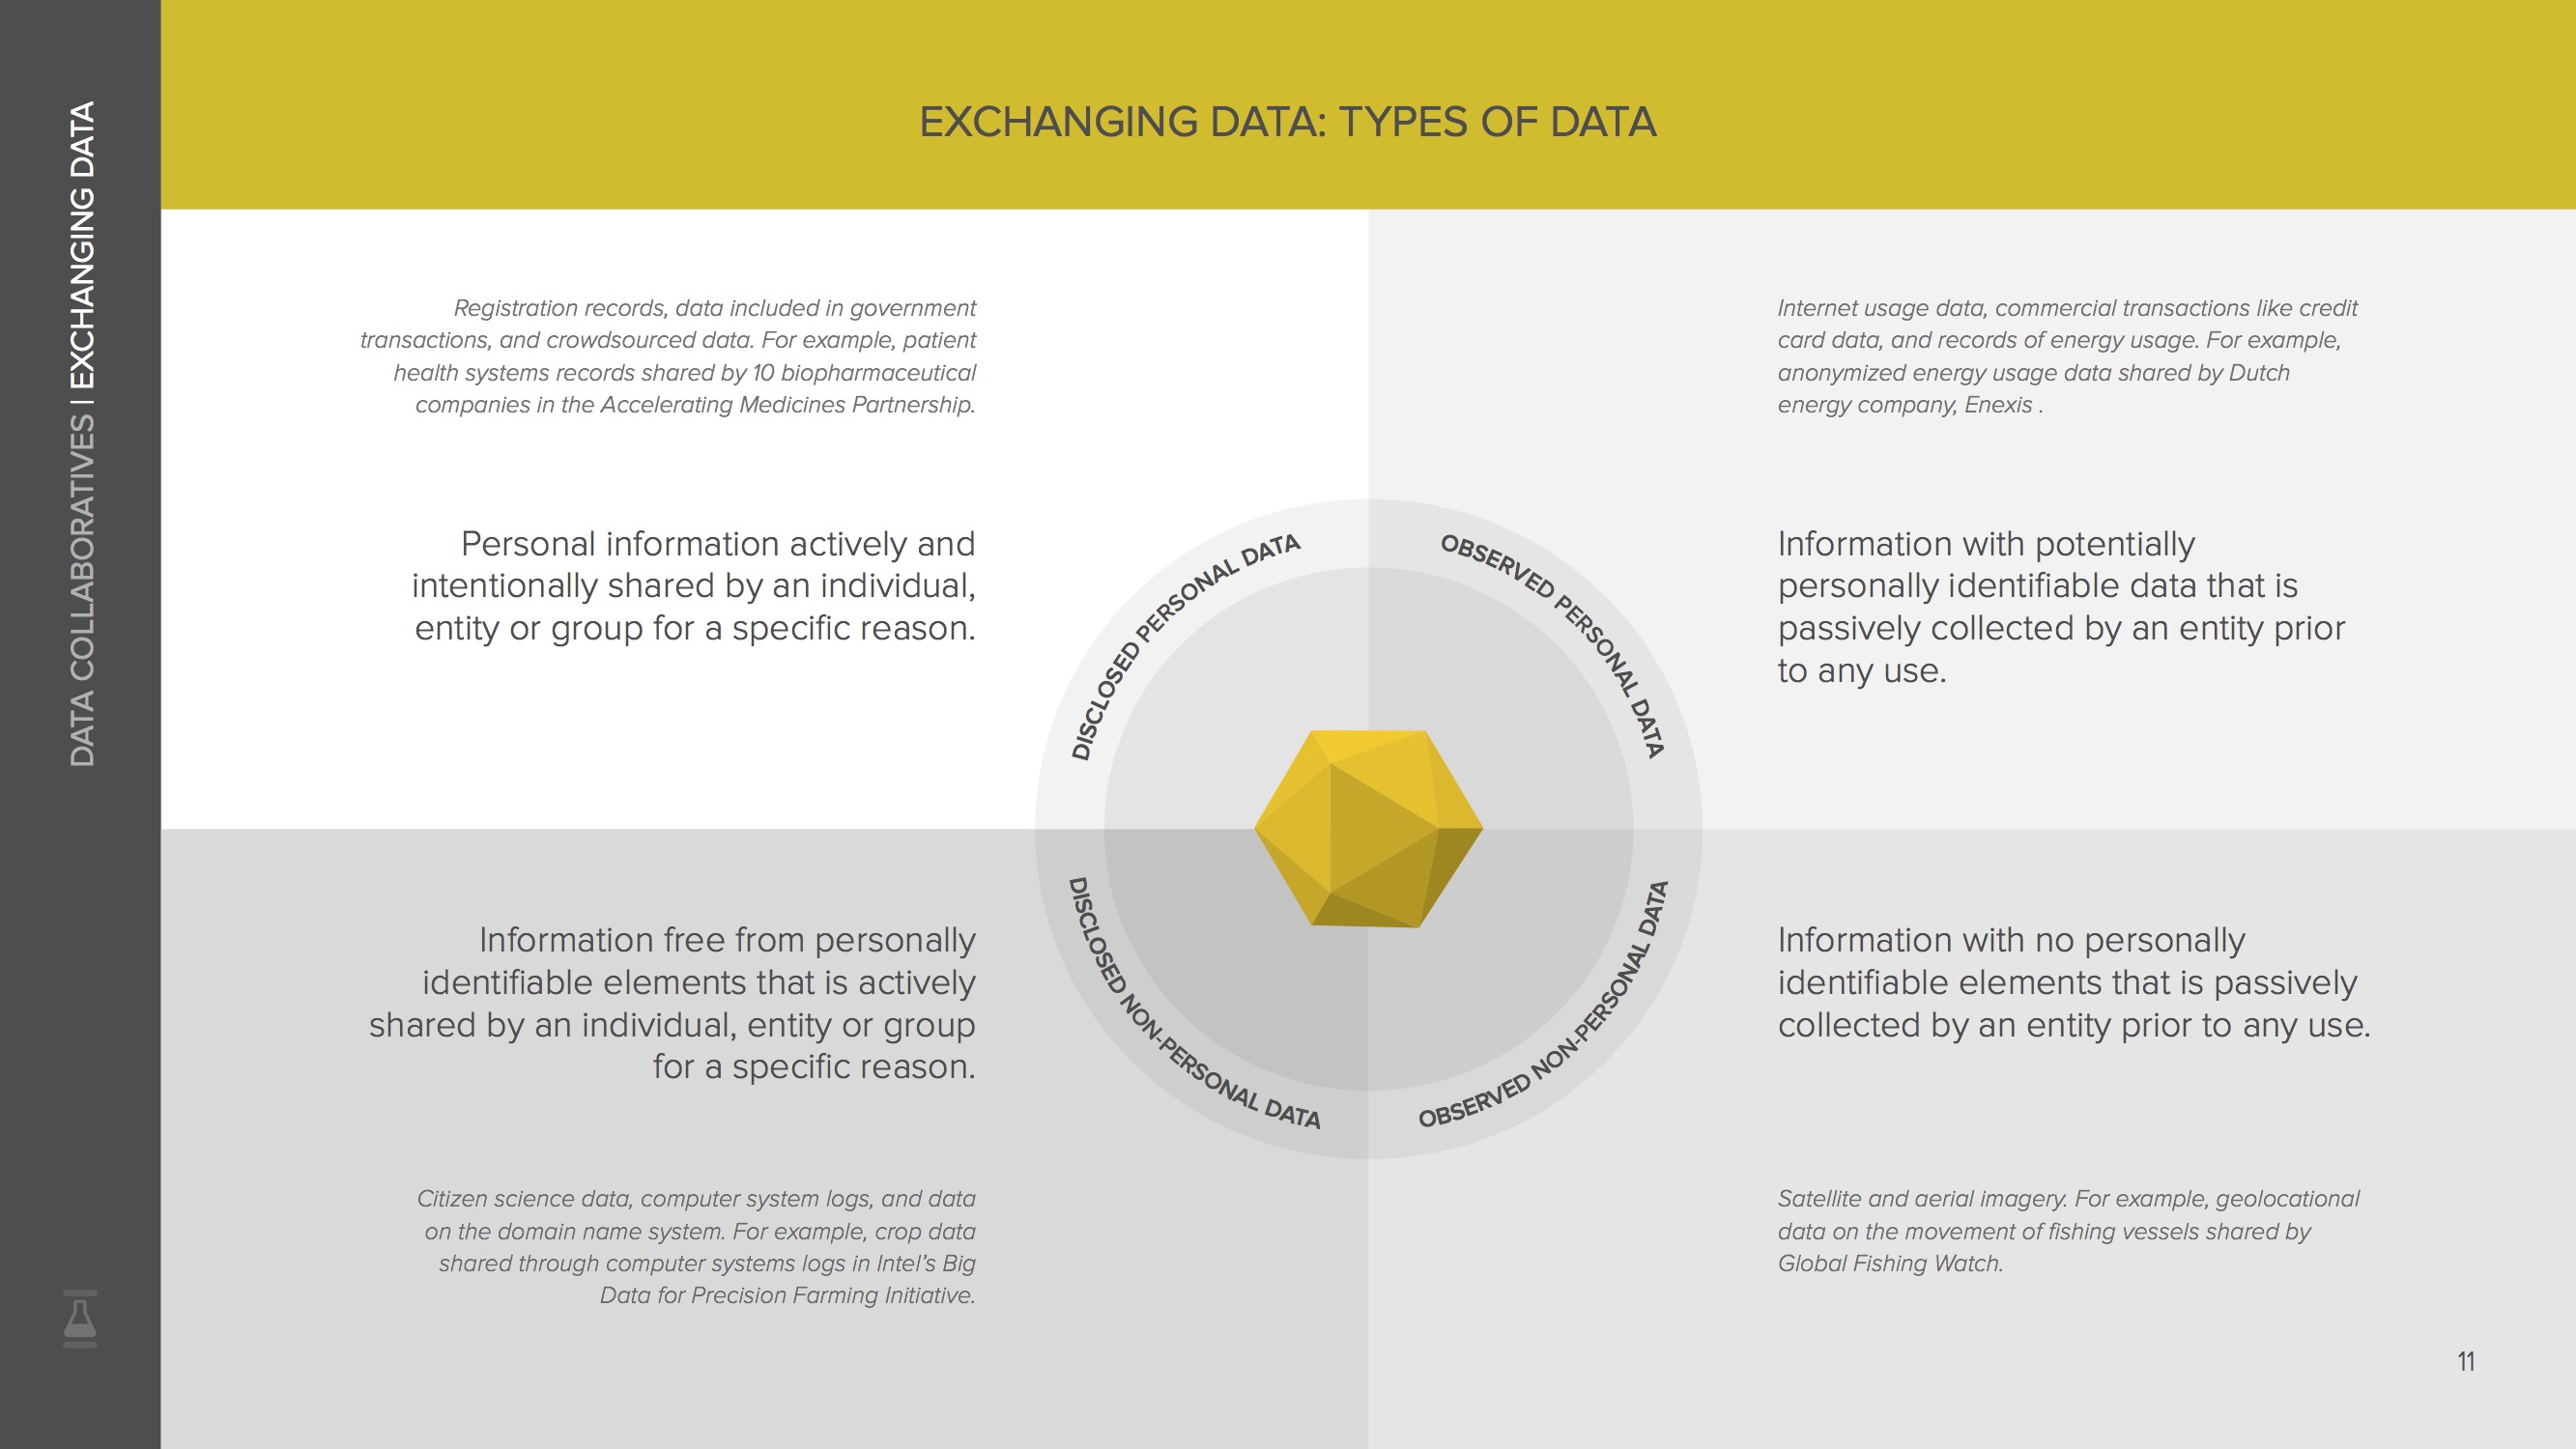 EXCHANGING DATA: TYPES OF DATA
DATA COLLABORATIVES | EXCHANGING DATA
Registration records, data included in government
transactions, and crowdsourced data. For example, patient
health systems records shared by 10 biopharmaceutical
companies in the Accelerating Medicines Partnership.
Personal information actively and
intentionally shared by an individual,
entity or group for a specific reason.
DISCLOSED PERSONAL DATA
Internet usage data, commercial transactions like credit
card data, and records of energy usage. For example,
anonymized energy usage data shared by Dutch
energy company, Enexis .
Information with potentially
personally identifiable data that is
passively collected by an entity prior
to any use.
OBSERVED PERSONAL DATA
Information free from personally
identifiable elements that is actively
shared by an individual, entity or group
for a specific reason.
DISCLOSED NON-PERSONAL DATA
Citizen science data, computer system logs, and data
on the domain name system. For example, crop data
shared through computer systems logs in Intel's Big
Data for Precision Farming Initiative.
Information with no personally
identifiable elements that is passively
collected by an entity prior to any use.
OBSERVED NON-PERSONAL DATA
Satellite and aerial imagery. For example, geolocational
data on the movement of fishing vessels shared by
Global Fishing Watch.
11